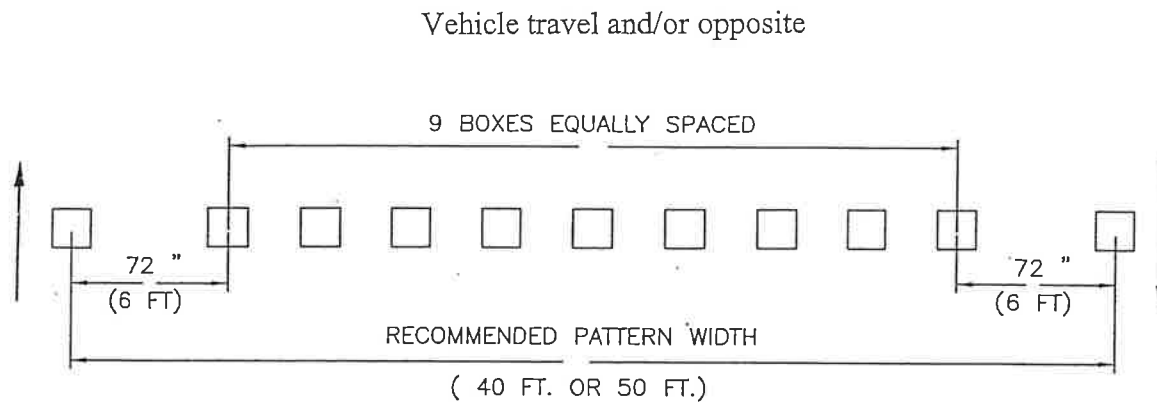 Vehicle travel and/or opposite
9 BOXES EQUALLY SPACED
72 "
(6 FT)
72 "
(6 FT)
RECOMMENDED PATTERN WIDTH
( 40 FT. OR 50 FT.)